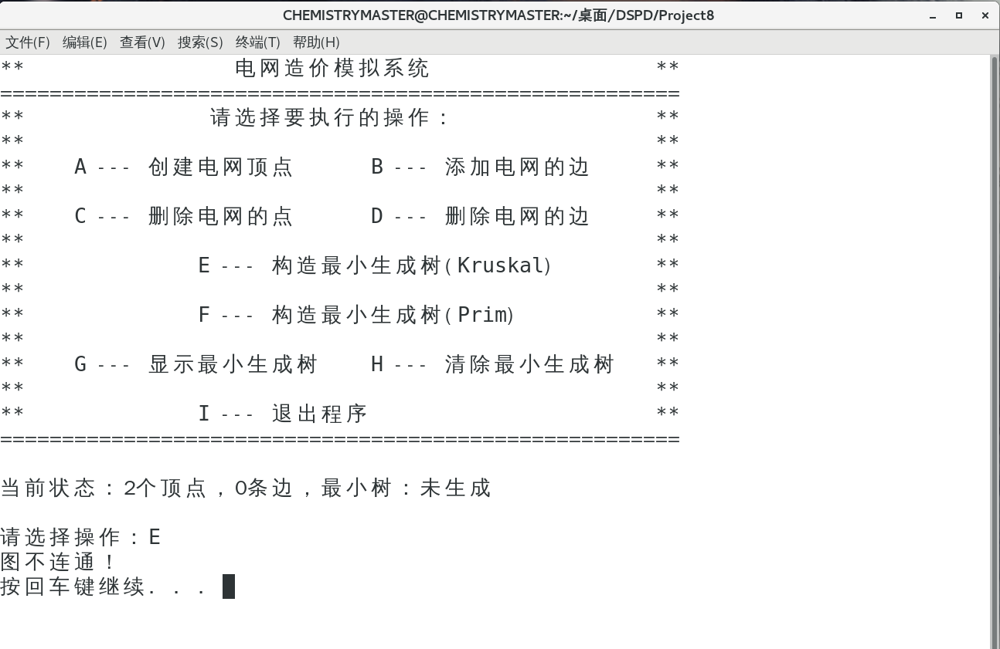 CHEMISTRYMASTER@CHEMISTRYMASTER:~/桌面/DSPD/Project8
文件(F) 编辑(E) 查看(V) 搜索(S) 终端(T) 帮助(H)
** 电网造价模拟系统 **
=======================================================
** 请选择要执行的操作： **
** **
** A --- 创建电网顶点 B --- 添加电网的边 **
** **
** C --- 删除电网的点 D --- 删除电网的边 **
** **
** E --- 构造最小生成树(Kruskal) **
** **
** F --- 构造最小生成树(Prim) **
** **
** G --- 显示最小生成树 H --- 清除最小生成树 **
** **
** I --- 退出程序 **
=======================================================
当前状态：2个顶点，0条边，最小树：未生成
请选择操作：E
图不连通！
按回车键继续. . .